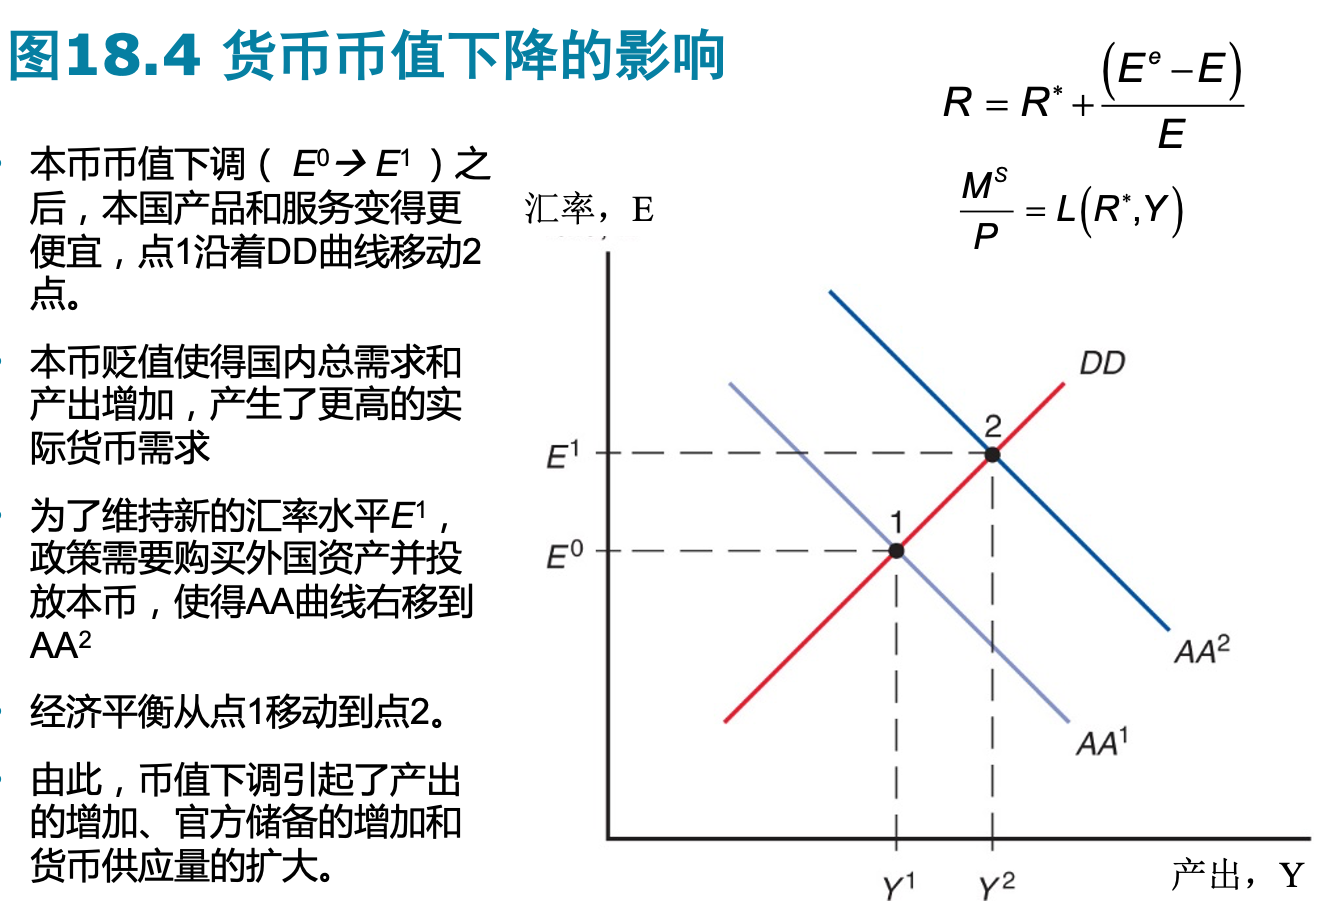 图18.4 货币币值下降的影响
本币币值下调（ E⁰→ E¹ ）之
后，本国产品和服务变得更
便宜，点1沿着DD曲线移动2
点。
本币贬值使得国内总需求和
产出增加，产生了更高的实
际货币需求
为了维持新的汇率水平E¹，
政策需要购买外国资产并投
放本币，使得AA曲线右移到
AA²
经济平衡从点1移动到点2。
由此，币值下调引起了产出
的增加、官方储备的增加和
货币供应量的扩大。
R = R* + (Eᵉ − E) / E
Mˢ / P = L(R*,Y)
汇率，E
DD
2
E¹
1
E⁰
AA²
AA¹
Y¹ Y²
产出，Y